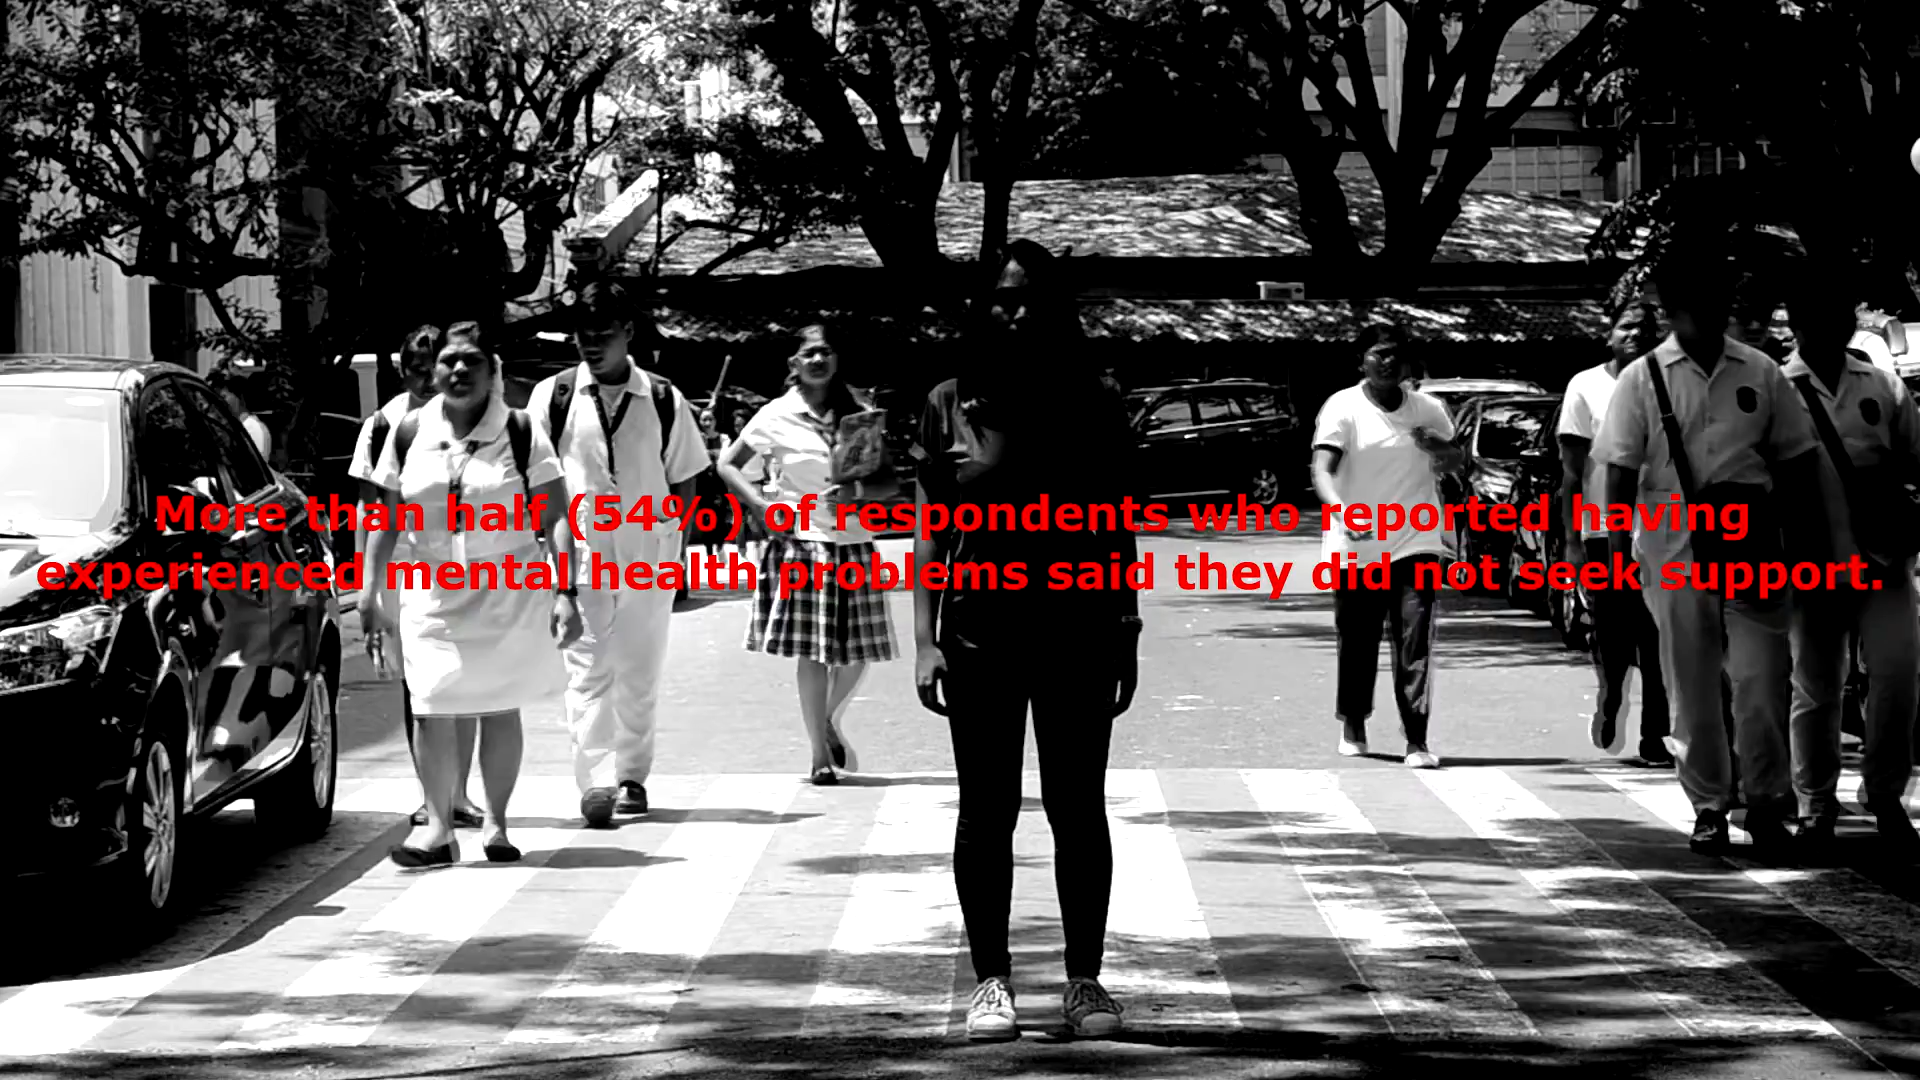 More than half (54%) of respondents who reported having
experienced mental health problems said they did not seek support.